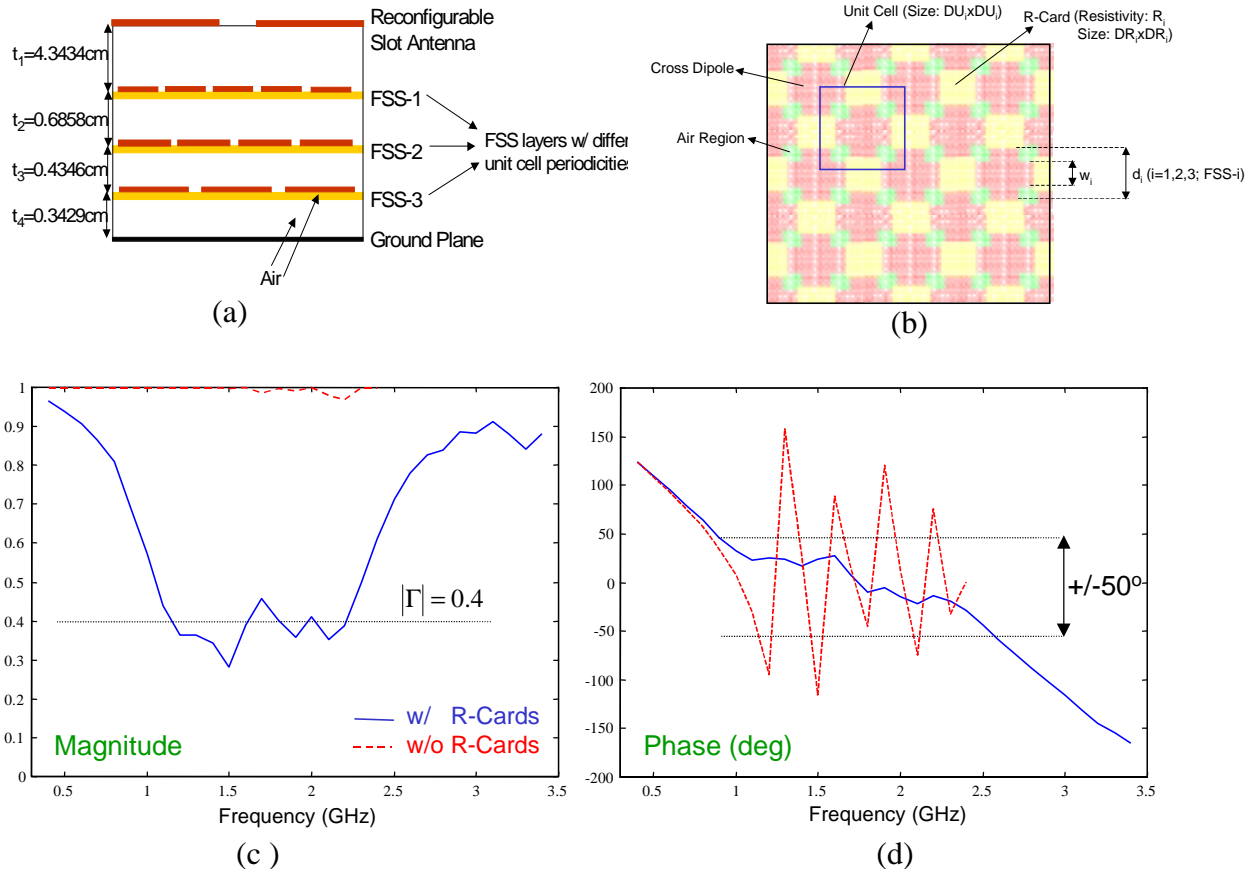 Reconfigurable
Slot Antenna
t1=4.3434cm
FSS-1
t2=0.6858cm
FSS-2
FSS layers w/ differ
unit cell periodicities
t3=0.4346cm
FSS-3
t4=0.3429cm
Ground Plane
Air
(a)
Unit Cell (Size: DUixDUi)
R-Card (Resistivity: Ri
Size: DRixDRi)
Cross Dipole
Air Region
wi
di (i=1,2,3; FSS-i)
(b)
1
0.9
0.8
0.7
0.6
0.5
0.4
0.3
0.2
0.1
0
|Γ| = 0.4
w/ R-Cards
w/o R-Cards
Magnitude
0.5 1 1.5 2 2.5 3 3.5
Frequency (GHz)
(c )
200
150
100
50
0
-50
-100
-150
-200
+/-50º
Phase (deg)
0.5 1 1.5 2 2.5 3 3.5
Frequency (GHz)
(d)